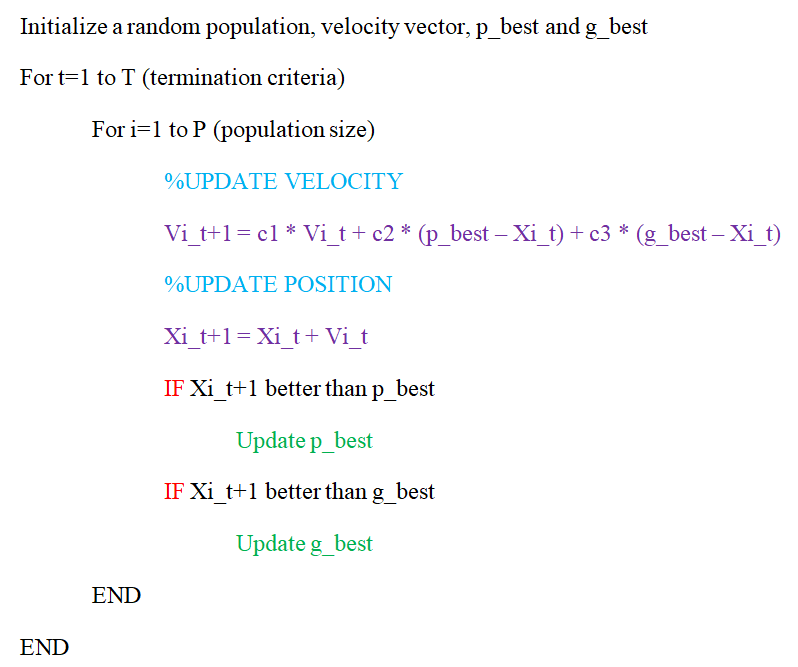 Initialize a random population, velocity vector, p_best and g_best
For t=1 to T (termination criteria)
For i=1 to P (population size)
%UPDATE VELOCITY
Vi_t+1 = c1 * Vi_t + c2 * (p_best – Xi_t) + c3 * (g_best – Xi_t)
%UPDATE POSITION
Xi_t+1 = Xi_t + Vi_t
IF Xi_t+1 better than p_best
Update p_best
IF Xi_t+1 better than g_best
Update g_best
END
END